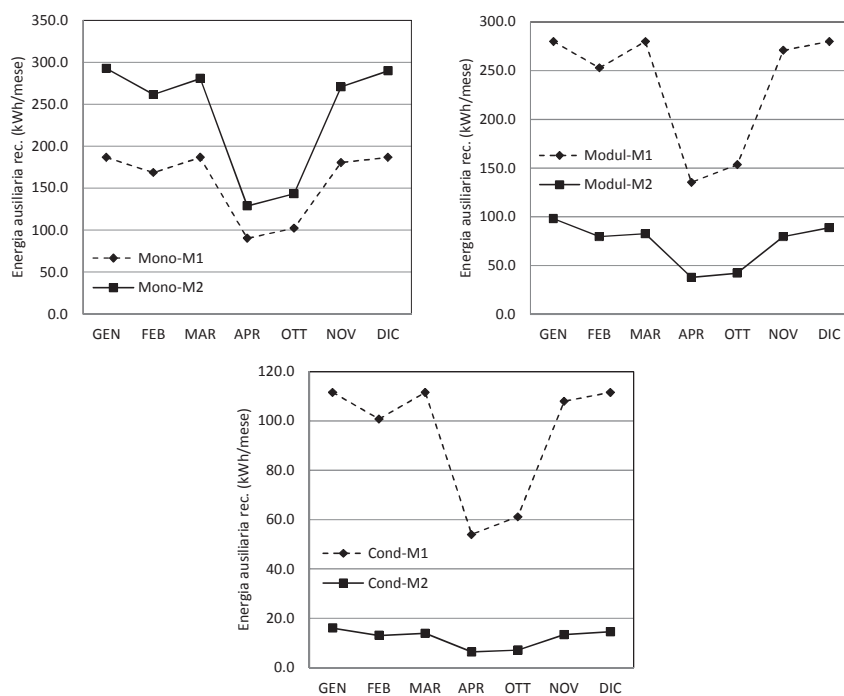 Energia ausiliaria rec. (kWh/mese)
350.0
300.0
250.0
200.0
150.0
100.0
50.0
0.0
Mono-M1
Mono-M2
GEN FEB MAR APR OTT NOV DIC
Energia ausiliaria rec. (kWh/mese)
300.0
250.0
200.0
150.0
100.0
50.0
0.0
Modul-M1
Modul-M2
GEN FEB MAR APR OTT NOV DIC
Energia ausiliaria rec. (kWh/mese)
120.0
100.0
80.0
60.0
40.0
20.0
0.0
Cond-M1
Cond-M2
GEN FEB MAR APR OTT NOV DIC